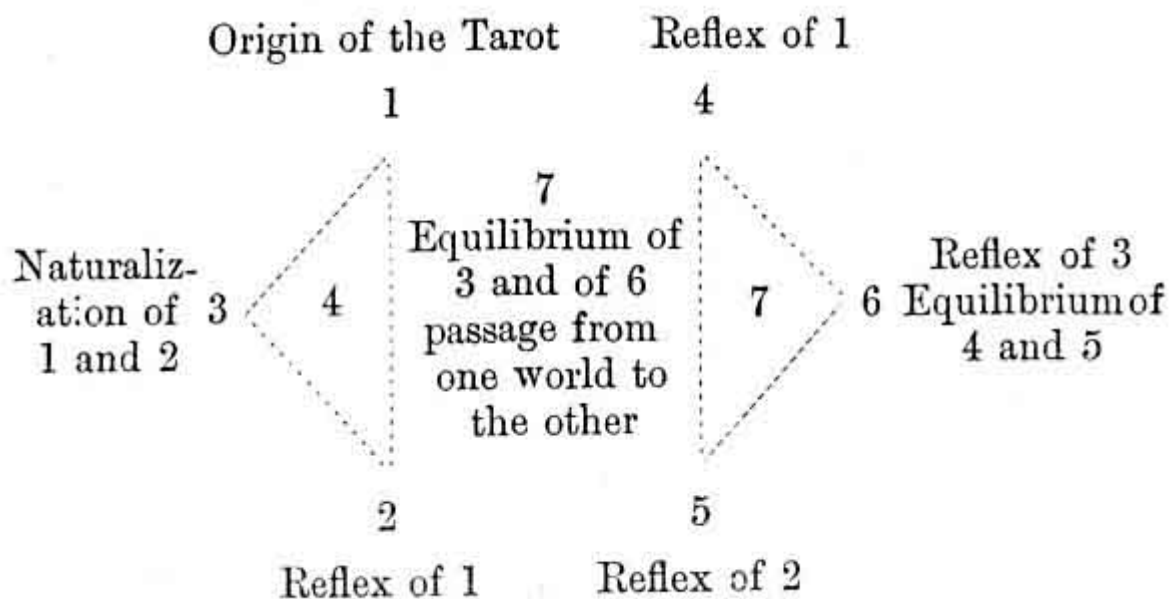 Origin of the Tarot
Reflex of 1
1
4
7
Equilibrium of
3 and of 6
passage from
one world to
the other
Naturaliz-
ation of
1 and 2
3
4
7
6
Reflex of 3
Equilibrium of
4 and 5
2
5
Reflex of 1
Reflex of 2